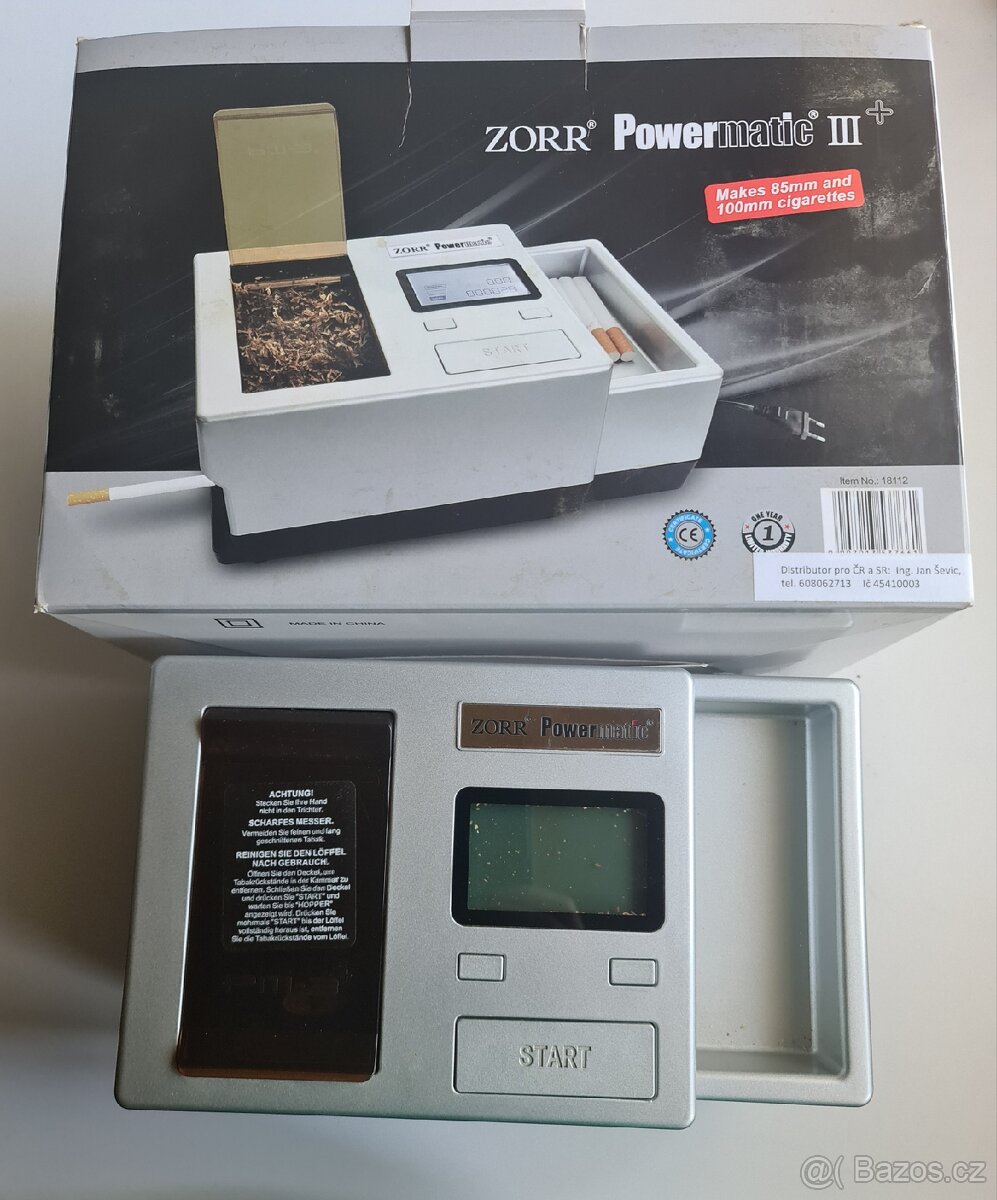 ZORR® Powermatic® III+
Makes 85mm and
100mm cigarettes
ZORR® Powermatic®
START
Item No.: 18112
CERTIFICATE
CE
CERTIFICATE
ONE YEAR
1
Distributor pro ČR a SR: Ing. Jan Ševic,
tel. 608062713 Ič 45410003
MADE IN CHINA
ZORR® Powermatic®
ACHTUNG!
Stecken Sie Ihre Hand
nicht in den Trichter.
SCHARFES MESSER.
Vermeiden Sie feinen und lang
geschnittenen Tabak.
REINIGEN SIE DEN LÖFFEL
NACH GEBRAUCH.
Öffnen Sie den Deckel, um
Tabakrückstände in der Kammer zu
entfernen. Schließen Sie den Deckel
und drücken Sie "START" und
warten Sie bis "HOPPER"
angezeigt wird. Drücken Sie
mehrmals "START" bis der Löffel
vollständig heraus ist, entfernen
Sie die Tabakrückstände vom Löffel.
START
@( Bazos.cz